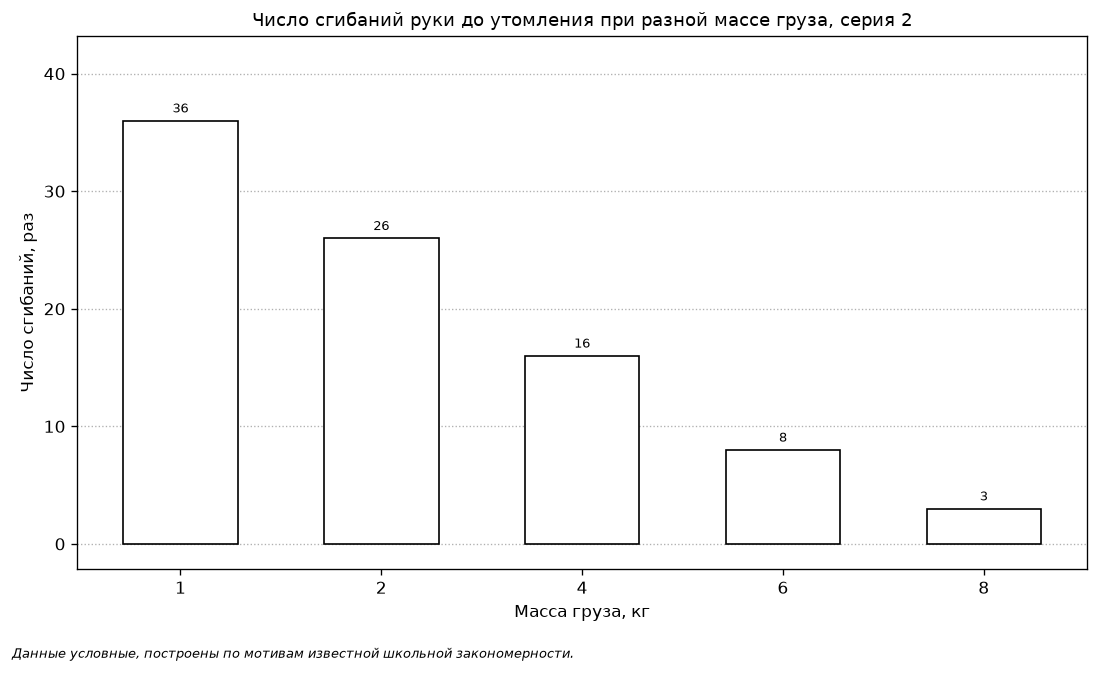 Число сгибаний руки до утомления при разной массе груза, серия 2
Число сгибаний, раз
40
30
20
10
0
36
26
16
8
3
1 2 4 6 8
Масса груза, кг
Данные условные, построены по мотивам известной школьной закономерности.